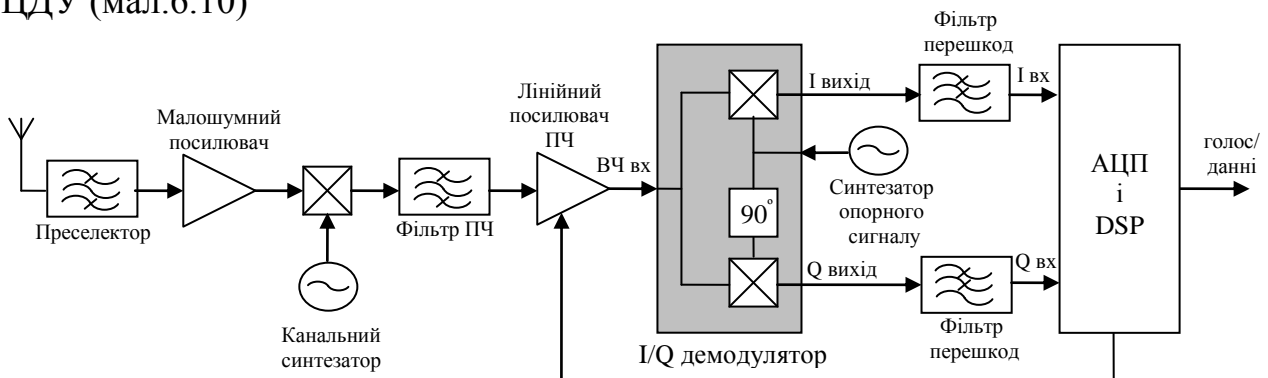 ЦДУ (мал.6.10)
Фільтр
перешкод
Лінійний
посилювач
ПЧ
Малошумний
посилювач
I вихід
I вх
ВЧ вх
голос/
данні
АЦП
і
DSP
Синтезатор
опорного
сигналу
90°
Преселектор
Фільтр ПЧ
Q вихід
Q вх
Канальний
синтезатор
I/Q демодулятор
Фільтр
перешкод